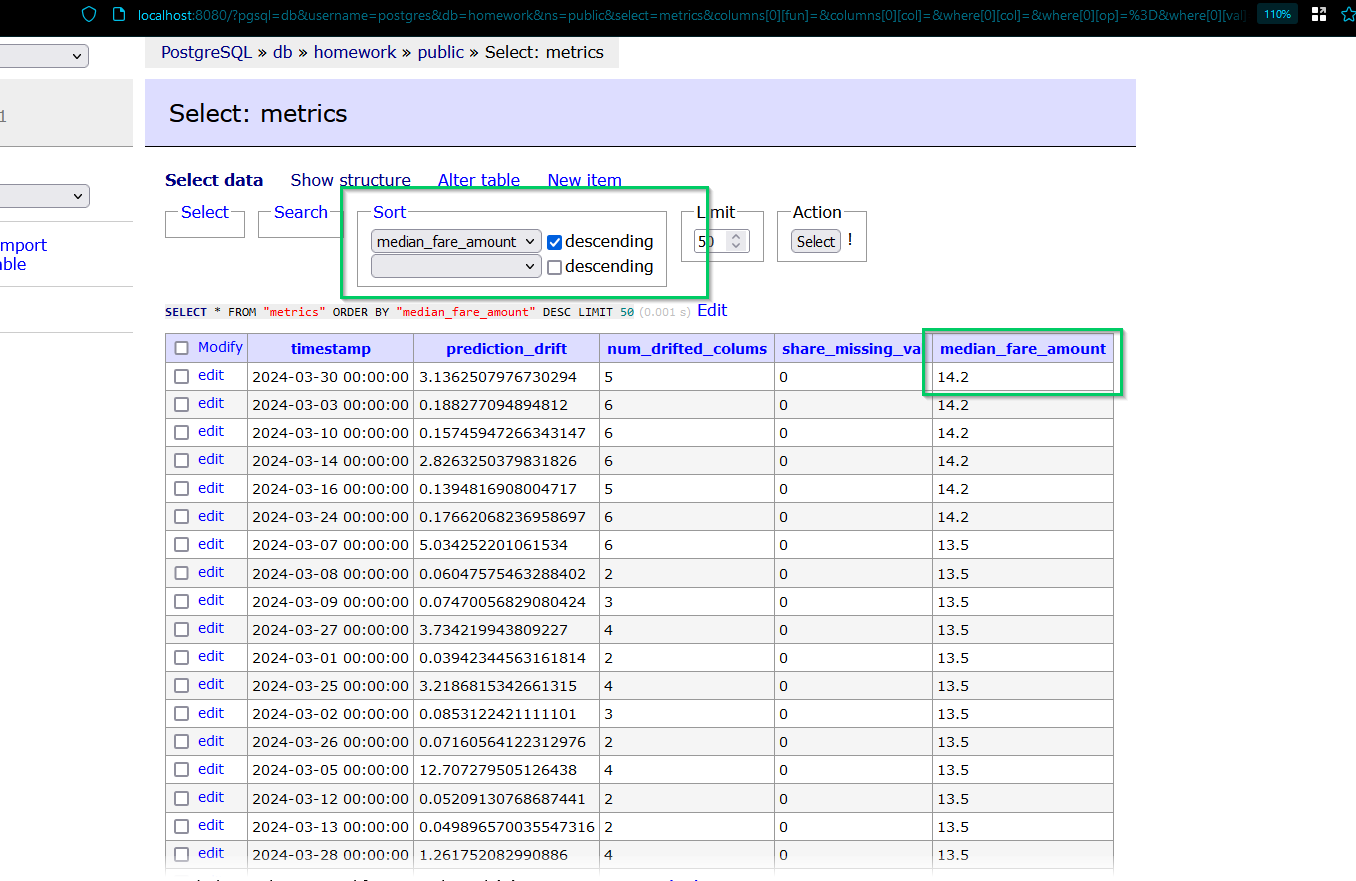 localhost:8080/?pgsql=db&username=postgres&db=homework&ns=public&select=metrics&columns[0][fun]=&columns[0][col]=&where[0][col]=&where[0][op]=%3D&where[0][val]
110%
PostgreSQL » db » homework » public » Select: metrics
1
Select: metrics
Select data Show structure Alter table New item
Select Search Sort Limit Action
median_fare_amount descending 50 Select !
descending
mport
ble
SELECT * FROM "metrics" ORDER BY "median_fare_amount" DESC LIMIT 50 (0.001 s) Edit
Modify timestamp prediction_drift num_drifted_colums share_missing_va median_fare_amount
edit 2024-03-30 00:00:00 3.1362507976730294 5 0 14.2
edit 2024-03-03 00:00:00 0.188277094894812 6 0 14.2
edit 2024-03-10 00:00:00 0.15745947266343147 6 0 14.2
edit 2024-03-14 00:00:00 2.8263250379831826 6 0 14.2
edit 2024-03-16 00:00:00 0.1394816908004717 5 0 14.2
edit 2024-03-24 00:00:00 0.17662068236958697 6 0 14.2
edit 2024-03-07 00:00:00 5.034252201061534 6 0 13.5
edit 2024-03-08 00:00:00 0.06047575463288402 2 0 13.5
edit 2024-03-09 00:00:00 0.07470056829080424 3 0 13.5
edit 2024-03-27 00:00:00 3.734219943809227 4 0 13.5
edit 2024-03-01 00:00:00 0.03942344563161814 2 0 13.5
edit 2024-03-25 00:00:00 3.2186815342661315 4 0 13.5
edit 2024-03-02 00:00:00 0.0853122421111101 3 0 13.5
edit 2024-03-26 00:00:00 0.07160564122312976 2 0 13.5
edit 2024-03-05 00:00:00 12.707279505126438 4 0 13.5
edit 2024-03-12 00:00:00 0.05209130768687441 2 0 13.5
edit 2024-03-13 00:00:00 0.049896570035547316 2 0 13.5
edit 2024-03-28 00:00:00 1.261752082990886 4 0 13.5